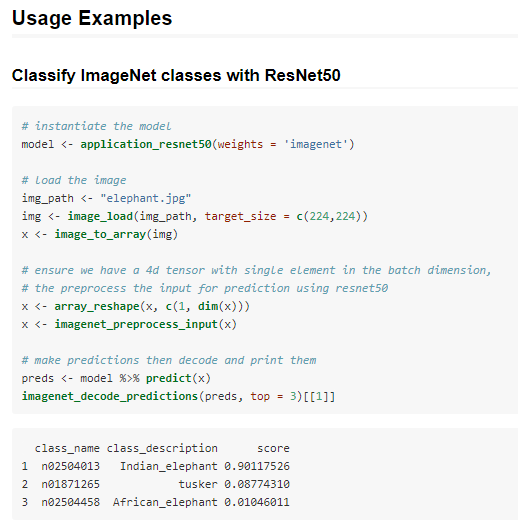 Usage Examples
Classify ImageNet classes with ResNet50
# instantiate the model
model <- application_resnet50(weights = 'imagenet')
# load the image
img_path <- "elephant.jpg"
img <- image_load(img_path, target_size = c(224,224))
x <- image_to_array(img)
# ensure we have a 4d tensor with single element in the batch dimension,
# the preprocess the input for prediction using resnet50
x <- array_reshape(x, c(1, dim(x)))
x <- imagenet_preprocess_input(x)
# make predictions then decode and print them
preds <- model %>% predict(x)
imagenet_decode_predictions(preds, top = 3)[[1]]
class_name class_description score
1 n02504013 Indian_elephant 0.90117526
2 n01871265 tusker 0.08774310
3 n02504458 African_elephant 0.01046011